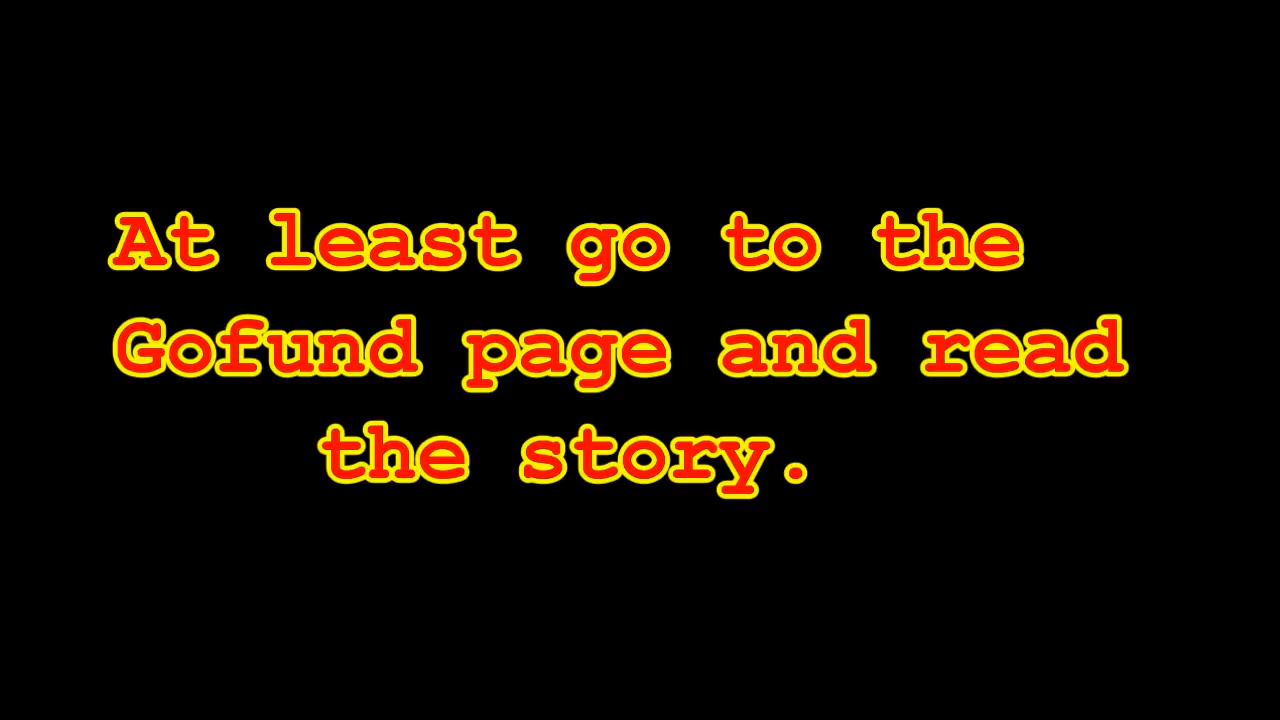 At least go to the
Gofund page and read
the story.